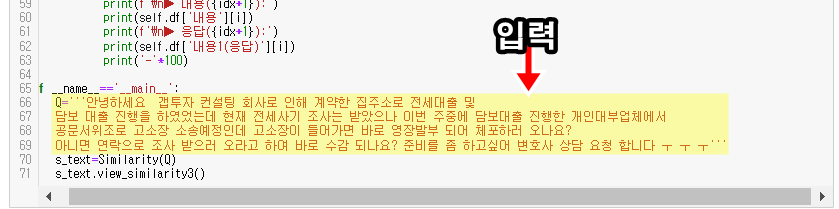 59 print(f'\n▶ 내용({idx+1}):')
60 print(self.df['내용'][i])
61 print(f'\n▶ 응답({idx+1}):')
62 print(self.df['내용1(응답)'][i])
63 print('-'*100)
64
입력
65 f __name__=='__main__':
66 Q='''안녕하세요 갭투자 컨설팅 회사로 인해 계약한 집주소로 전세대출 및
67 담보 대출 진행을 하였었는데 현재 전세사기 조사는 받았으나 이번 주중에 담보대출 진행한 개인대부업체에서
68 공문서위조로 고소장 소송예정인데 고소장이 들어가면 바로 영장발부 되어 체포하러 오나요?
69 아니면 연락으로 조사 받으러 오라고 하여 바로 수감 되나요? 준비를 좀 하고싶어 변호사 상담 요청 합니다 ㅜ ㅜ ㅜ'''
70 s_text=Similarity(Q)
71 s_text.view_similarity3()